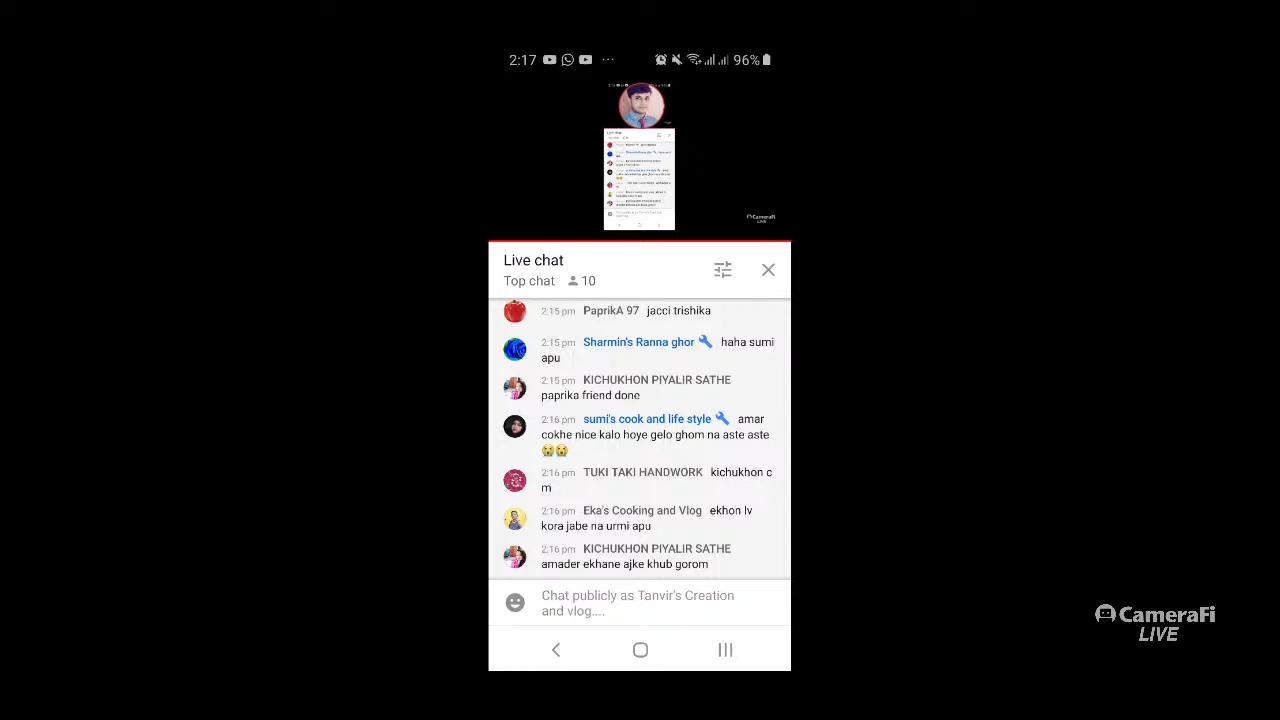 2:17 ... 96%
CameraFi
LIVE
Live chat
Top chat 10
2:15 pm PaprikA 97 jacci trishika
2:15 pm Sharmin's Ranna ghor haha sumi
apu
2:15 pm KICHUKHON PIYALIR SATHE
paprika friend done
2:16 pm sumi's cook and life style amar
cokhe nice kalo hoye gelo ghom na aste aste
2:16 pm TUKI TAKI HANDWORK kichukhon c
m
2:16 pm Eka's Cooking and Vlog ekhon lv
kora jabe na urmi apu
2:16 pm KICHUKHON PIYALIR SATHE
amader ekhane ajke khub gorom
Chat publicly as Tanvir's Creation
and vlog....
CameraFi
LIVE